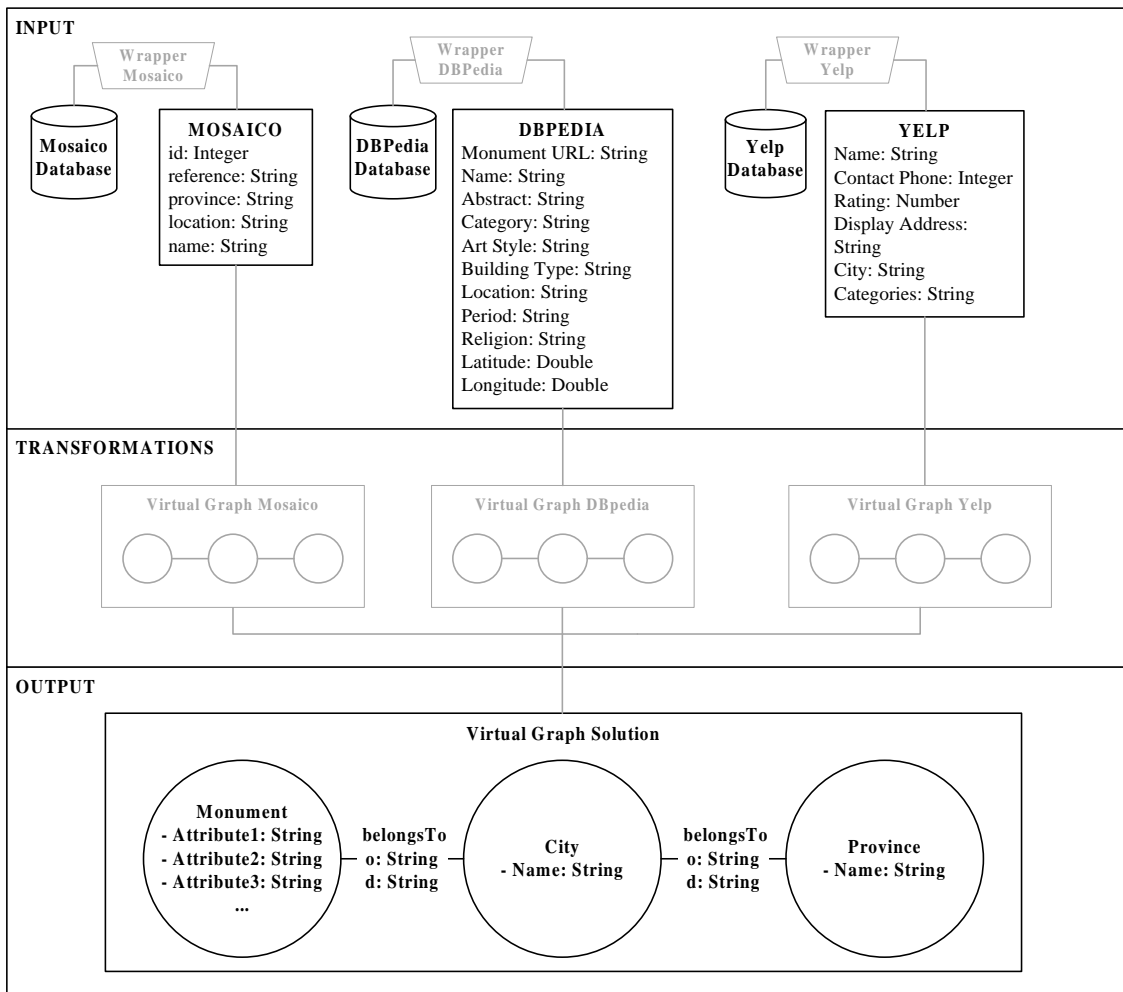 INPUT
Wrapper
Mosaico
Mosaico
Database
MOSAICO
id: Integer
reference: String
province: String
location: String
name: String
Wrapper
DBPedia
DBPedia
Database
DBPEDIA
Monument URL: String
Name: String
Abstract: String
Category: String
Art Style: String
Building Type: String
Location: String
Period: String
Religion: String
Latitude: Double
Longitude: Double
Wrapper
Yelp
Yelp
Database
YELP
Name: String
Contact Phone: Integer
Rating: Number
Display Address:
String
City: String
Categories: String
TRANSFORMATIONS
Virtual Graph Mosaico
Virtual Graph DBpedia
Virtual Graph Yelp
OUTPUT
Virtual Graph Solution
Monument
- Attribute1: String
- Attribute2: String
- Attribute3: String
...
belongsTo
o: String
d: String
City
- Name: String
belongsTo
o: String
d: String
Province
- Name: String